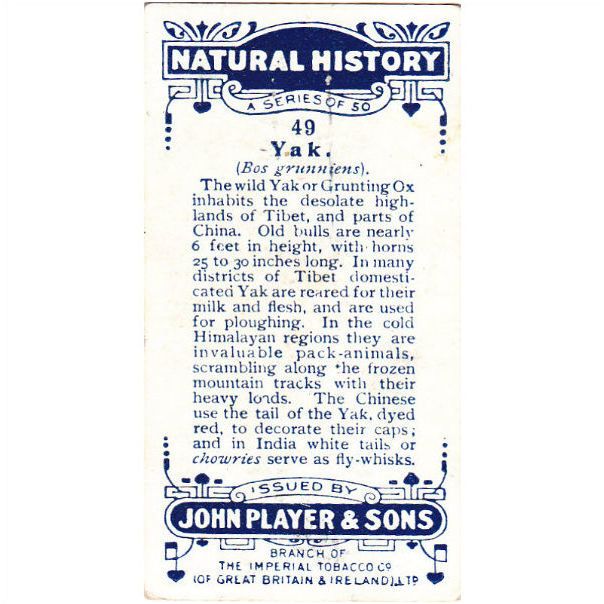 NATURAL HISTORY
A SERIES OF 50
49
Yak.
(Bos grunniens).
The wild Yak or Grunting Ox
inhabits the desolate high-
lands of Tibet, and parts of
China. Old bulls are nearly
6 feet in height, with horns
25 to 30 inches long. In many
districts of Tibet domesti-
cated Yak are reared for their
milk and flesh, and are used
for ploughing. In the cold
Himalayan regions they are
invaluable pack-animals,
scrambling along the frozen
mountain tracks with their
heavy loads. The Chinese
use the tail of the Yak, dyed
red, to decorate their caps;
and in India white tails or
chowries serve as fly-whisks.
ISSUED BY
JOHN PLAYER & SONS
BRANCH OF
THE IMPERIAL TOBACCO CO
(OF GREAT BRITAIN & IRELAND), LTD